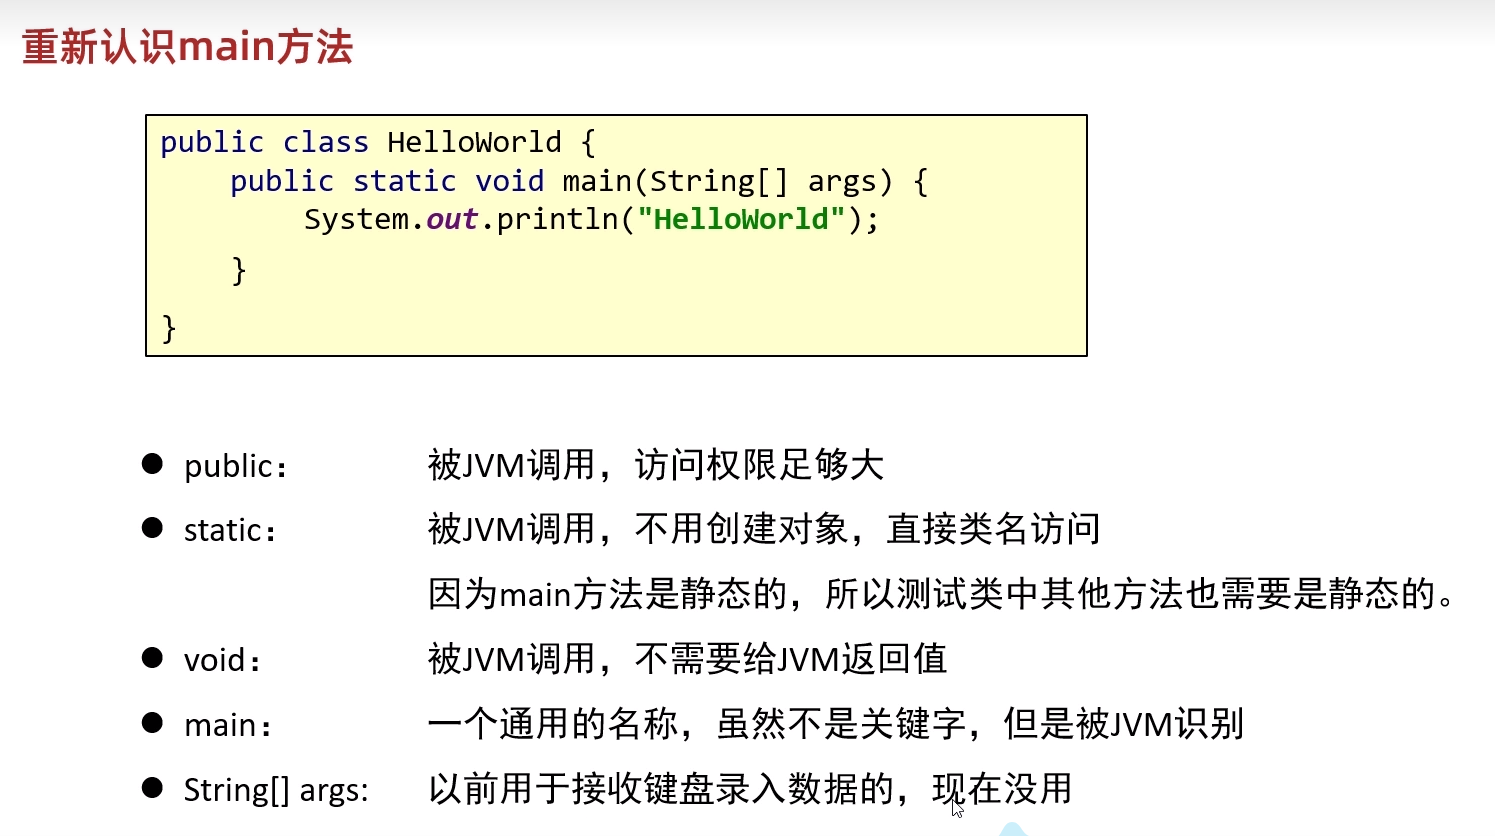 重新认识main方法
public class HelloWorld {
public static void main(String[] args) {
System.out.println("HelloWorld");
}
}
● public： 被JVM调用，访问权限足够大
● static： 被JVM调用，不用创建对象，直接类名访问
因为main方法是静态的，所以测试类中其他方法也需要是静态的。
● void： 被JVM调用，不需要给JVM返回值
● main： 一个通用的名称，虽然不是关键字，但是被JVM识别
● String[] args: 以前用于接收键盘录入数据的，现在没用